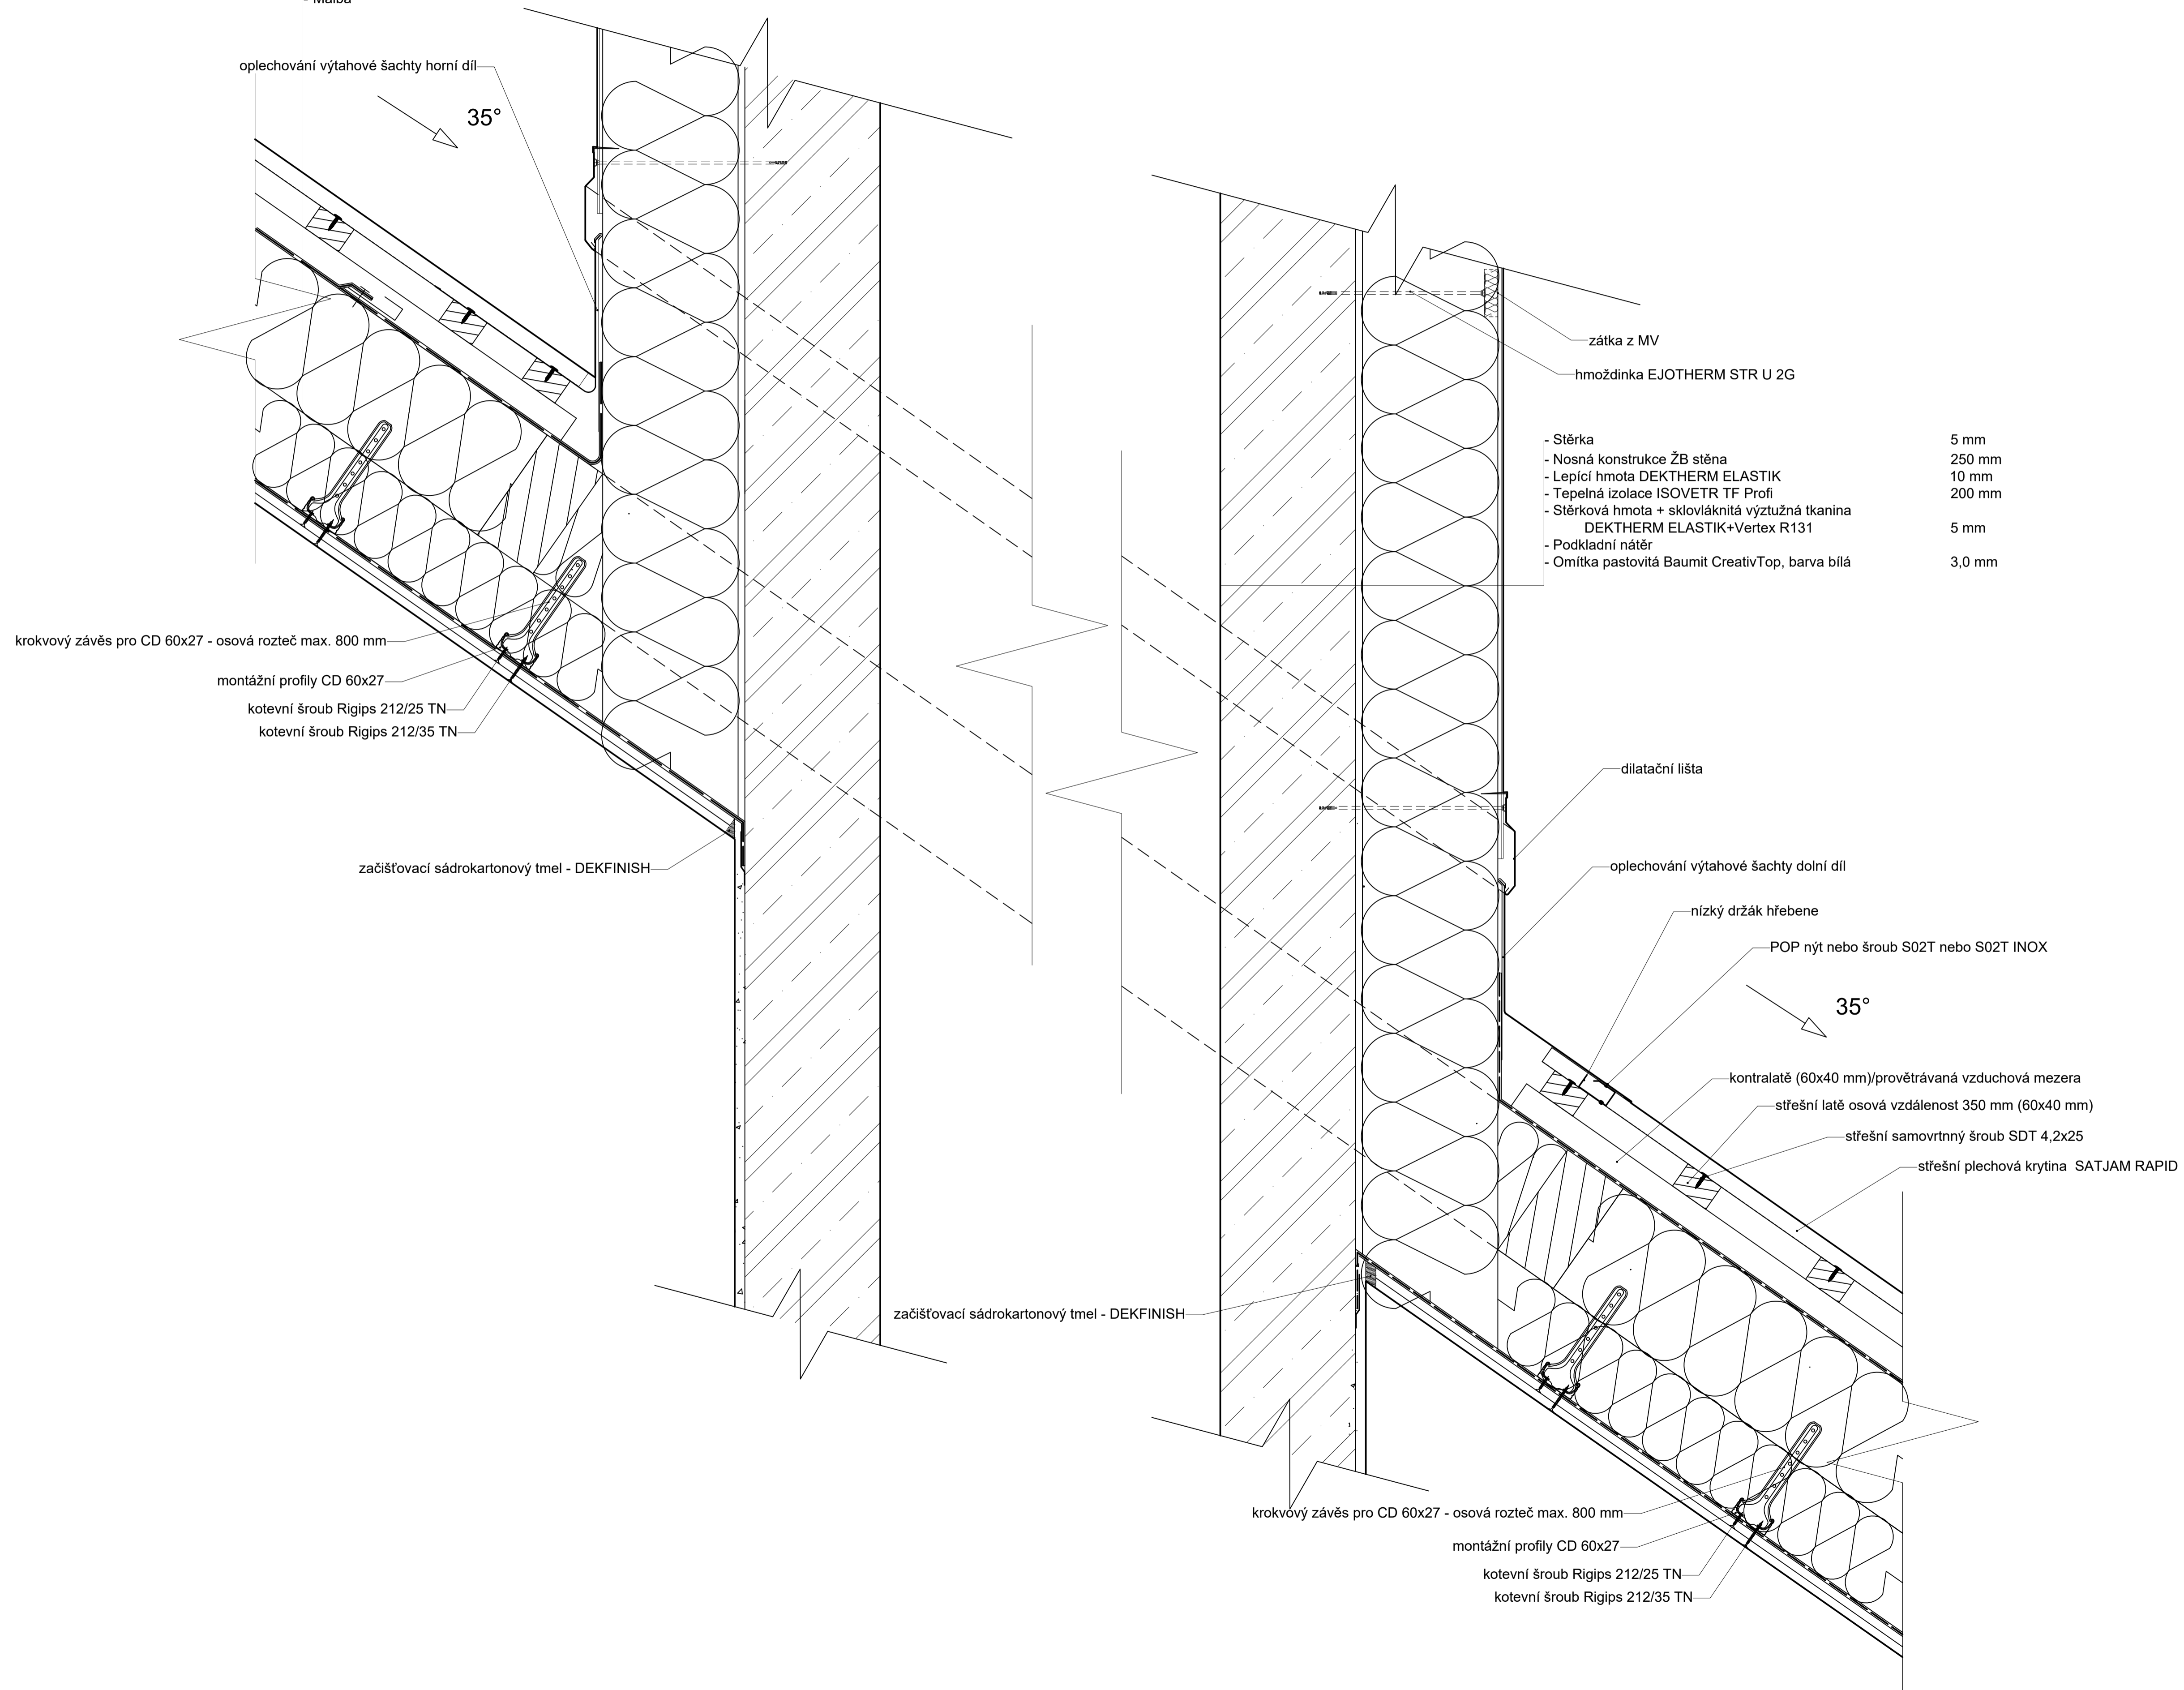 Malba
oplechování výtahové šachty horní díl
35°
krokvový závěs pro CD 60x27 - osová rozteč max. 800 mm
montážní profily CD 60x27
kotevní šroub Rigips 212/25 TN
kotevní šroub Rigips 212/35 TN
začišťovací sádrokartonový tmel - DEKFINISH
zátka z MV
hmoždinka EJOTHERM STR U 2G
- Stěrka 5 mm
- Nosná konstrukce ŽB stěna 250 mm
- Lepící hmota DEKTHERM ELASTIK 10 mm
- Tepelná izolace ISOVETR TF Profi 200 mm
- Stěrková hmota + sklovláknitá výztužná tkanina
DEKTHERM ELASTIK+Vertex R131 5 mm
- Podkladní nátěr
- Omítka pastovitá Baumit CreativTop, barva bílá 3,0 mm
dilatační lišta
oplechování výtahové šachty dolní díl
nízký držák hřebene
POP nýt nebo šroub S02T nebo S02T INOX
35°
kontralatě (60x40 mm)/provětrávaná vzduchová mezera
střešní latě osová vzdálenost 350 mm (60x40 mm)
střešní samovrtnný šroub SDT 4,2x25
střešní plechová krytina SATJAM RAPID
začišťovací sádrokartonový tmel - DEKFINISH
krokvový závěs pro CD 60x27 - osová rozteč max. 800 mm
montážní profily CD 60x27
kotevní šroub Rigips 212/25 TN
kotevní šroub Rigips 212/35 TN